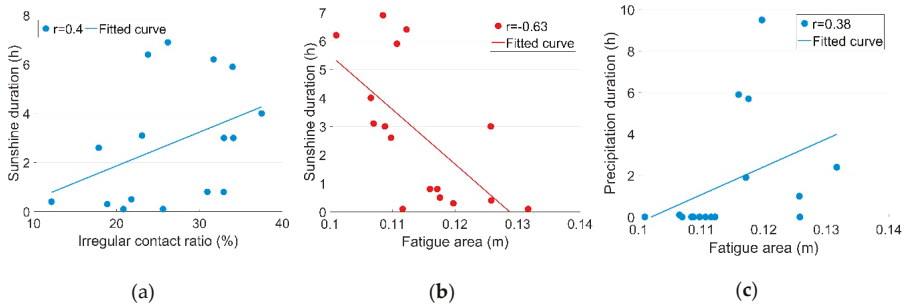 r=0.4 Fitted curve
8
6
4
2
0
10 20 30 40
Sunshine duration (h)
Irregular contact ratio (%)
(a)
r=-0.63
Fitted curve
7
6
5
4
3
2
1
0
0.1 0.11 0.12 0.13 0.14
Sunshine duration (h)
Fatigue area (m)
(b)
r=0.38
Fitted curve
10
8
6
4
2
0
0.1 0.11 0.12 0.13 0.14
Precipitation duration (h)
Fatigue area (m)
(c)